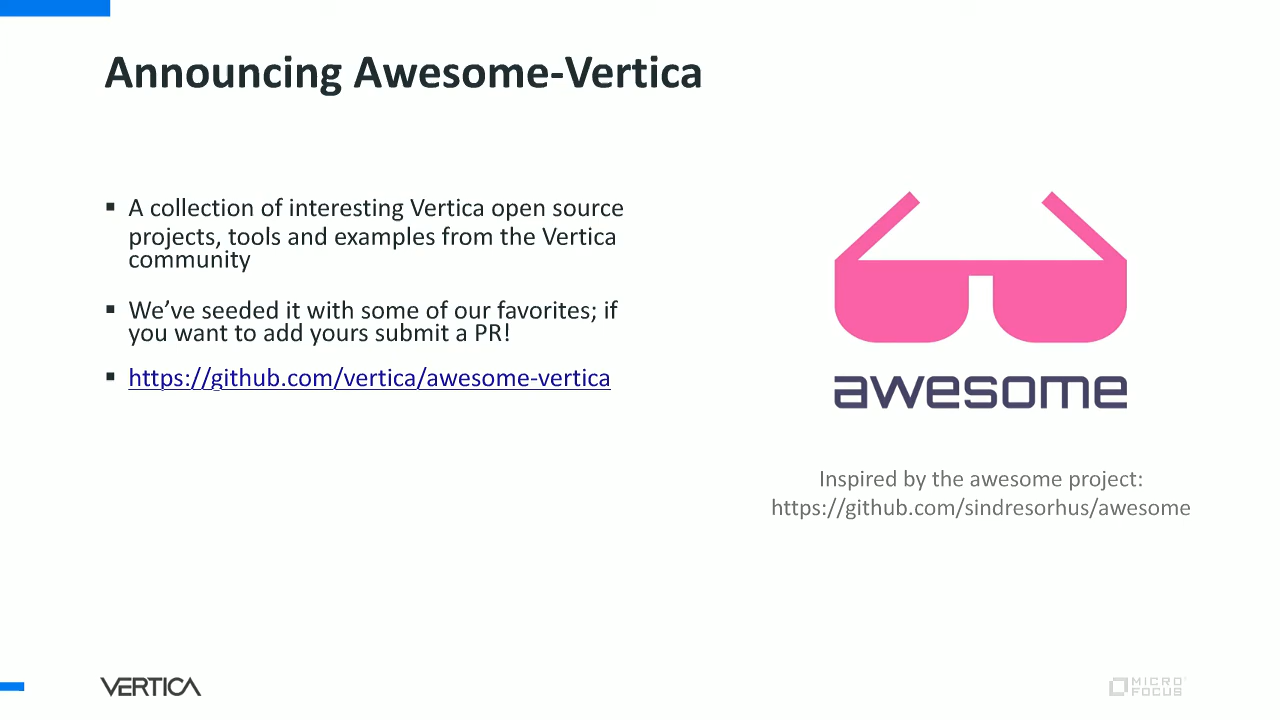 Announcing Awesome-Vertica
▪ A collection of interesting Vertica open source
projects, tools and examples from the Vertica
community
▪ We’ve seeded it with some of our favorites; if
you want to add yours submit a PR!
▪ https://github.com/vertica/awesome-vertica
awesome
Inspired by the awesome project:
https://github.com/sindresorhus/awesome
VERTICA
MICRO
FOCUS